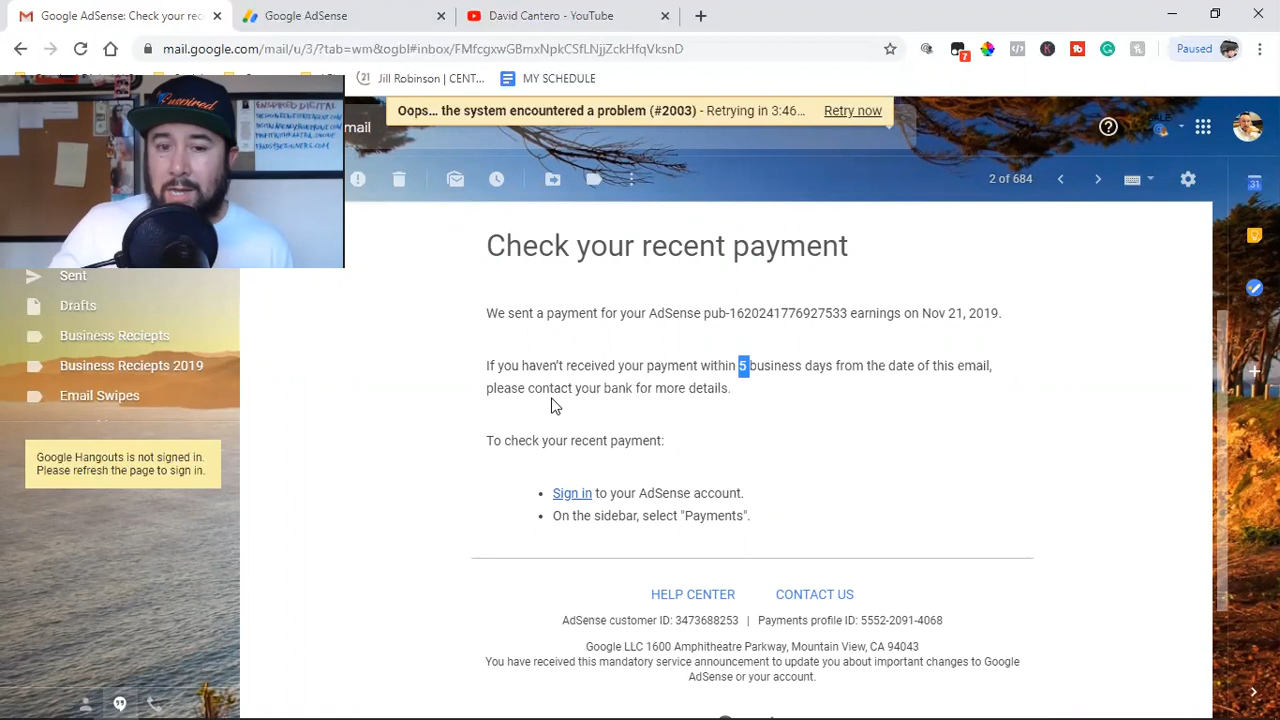 Google AdSense: Check your rec
Google AdSense
David Cantero - YouTube
mail.google.com/mail/u/3/?tab=wm&ogbl#inbox/FMfcgxwGBmxNpkCSfLNjjZckHfqVksnD
7
Paused
Jill Robinson | CENT...
MY SCHEDULE
Oops... the system encountered a problem (#2003) - Retrying in 3:46... Retry now
mail
2 of 684
31
Check your recent payment
We sent a payment for your AdSense pub-1620241776927533 earnings on Nov 21, 2019.
If you haven't received your payment within 5 business days from the date of this email,
please contact your bank for more details.
To check your recent payment:
• Sign in to your AdSense account.
• On the sidebar, select "Payments".
HELP CENTER CONTACT US
AdSense customer ID: 3473688253 | Payments profile ID: 5552-2091-4068
Google LLC 1600 Amphitheatre Parkway, Mountain View, CA 94043
You have received this mandatory service announcement to update you about important changes to Google
AdSense or your account.
Sent
Drafts
Business Reciepts
Business Reciepts 2019
Email Swipes
Google Hangouts is not signed in.
Please refresh the page to sign in.